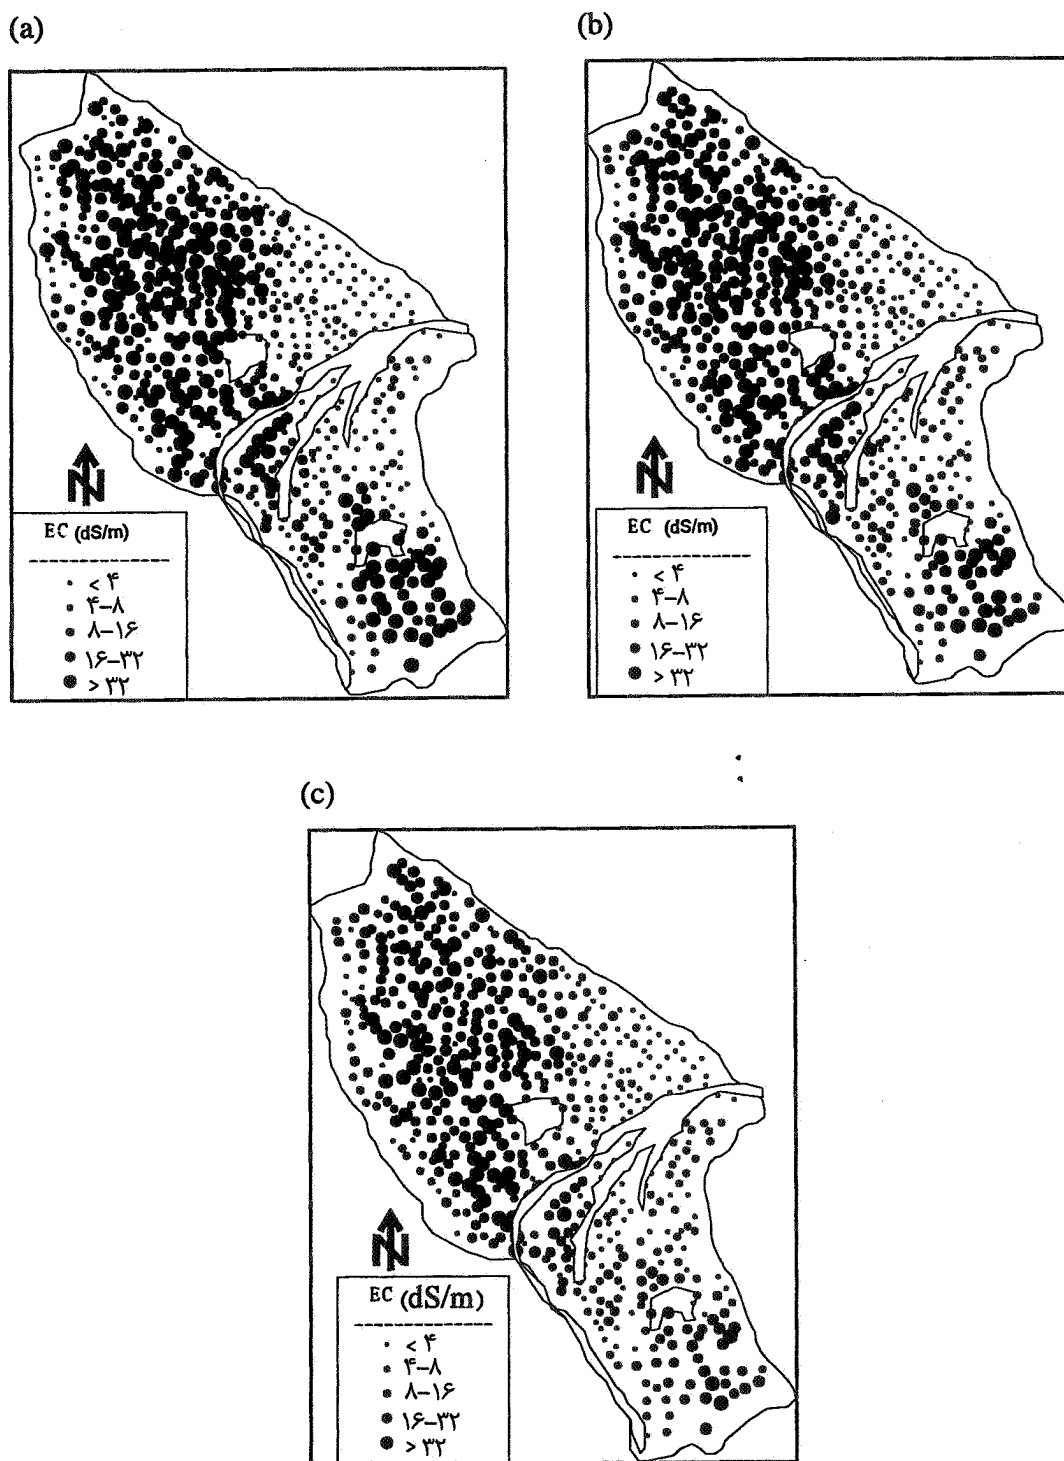 (a)
(b)
N
EC (dS/m)
< ۴
۴-۸
۸-۱۶
۱۶-۳۲
> ۳۲
N
EC (dS/m)
< ۴
۴-۸
۸-۱۶
۱۶-۳۲
> ۳۲
(c)
N
EC (dS/m)
< ۴
۴-۸
۸-۱۶
۱۶-۳۲
> ۳۲